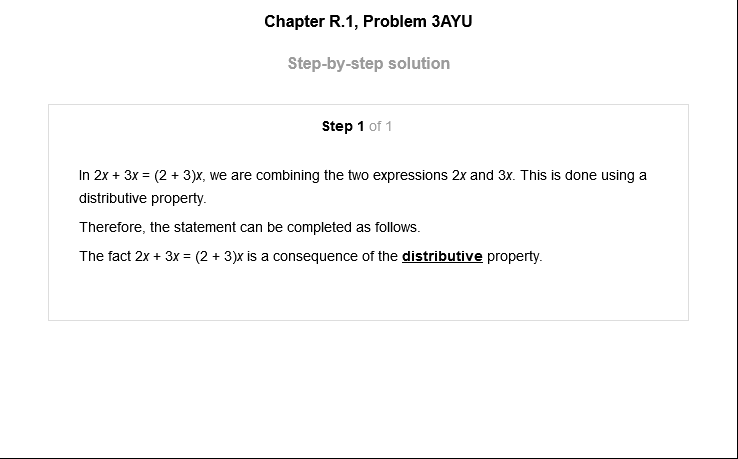 Chapter R.1, Problem 3AYU
Step-by-step solution
Step 1 of 1
In 2x + 3x = (2 + 3)x, we are combining the two expressions 2x and 3x. This is done using a
distributive property.
Therefore, the statement can be completed as follows.
The fact 2x + 3x = (2 + 3)x is a consequence of the distributive property.